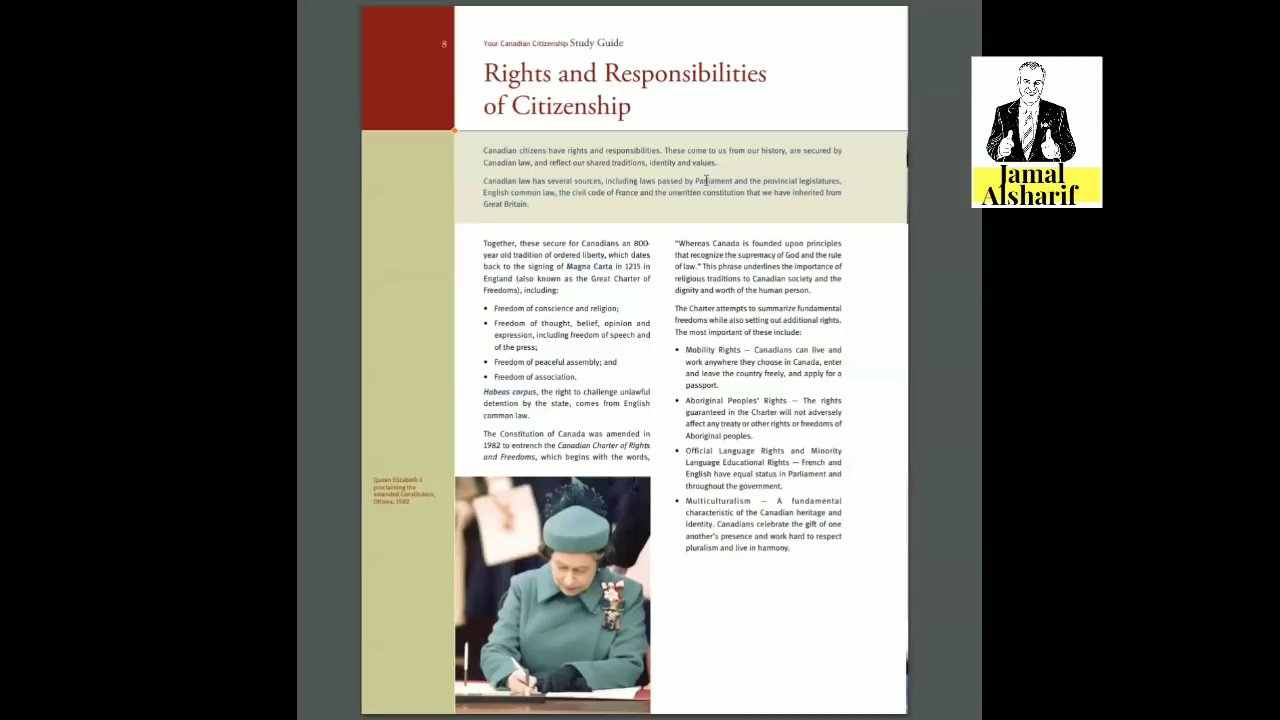 8
Your Canadian Citizenship Study Guide
Rights and Responsibilities
of Citizenship
Canadian citizens have rights and responsibilities. These come to us from our history, are secured by
Canadian law, and reflect our shared traditions, identity and values.
Canadian law has several sources, including laws passed by Parliament and the provincial legislatures,
English common law, the civil code of France and the unwritten constitution that we have inherited from
Great Britain.
Together, these secure for Canadians an 800-
year old tradition of ordered liberty, which dates
back to the signing of Magna Carta in 1215 in
England (also known as the Great Charter of
Freedoms), including:
• Freedom of conscience and religion;
• Freedom of thought, belief, opinion and
expression, including freedom of speech and
of the press;
• Freedom of peaceful assembly; and
• Freedom of association.
Habeas corpus, the right to challenge unlawful
detention by the state, comes from English
common law.
The Constitution of Canada was amended in
1982 to entrench the Canadian Charter of Rights
and Freedoms, which begins with the words,
“Whereas Canada is founded upon principles
that recognize the supremacy of God and the rule
of law.” This phrase underlines the importance of
religious traditions to Canadian society and the
dignity and worth of the human person.
The Charter attempts to summarize fundamental
freedoms while also setting out additional rights.
The most important of these include:
• Mobility Rights — Canadians can live and
work anywhere they choose in Canada, enter
and leave the country freely, and apply for a
passport.
• Aboriginal Peoples’ Rights — The rights
guaranteed in the Charter will not adversely
affect any treaty or other rights or freedoms of
Aboriginal peoples.
• Official Language Rights and Minority
Language Educational Rights — French and
English have equal status in Parliament and
throughout the government.
• Multiculturalism — A fundamental
characteristic of the Canadian heritage and
identity. Canadians celebrate the gift of one
another’s presence and work hard to respect
pluralism and live in harmony.
Queen Elizabeth II
proclaiming the
amended Constitution,
Ottawa, 1982
Jamal
Alsharif